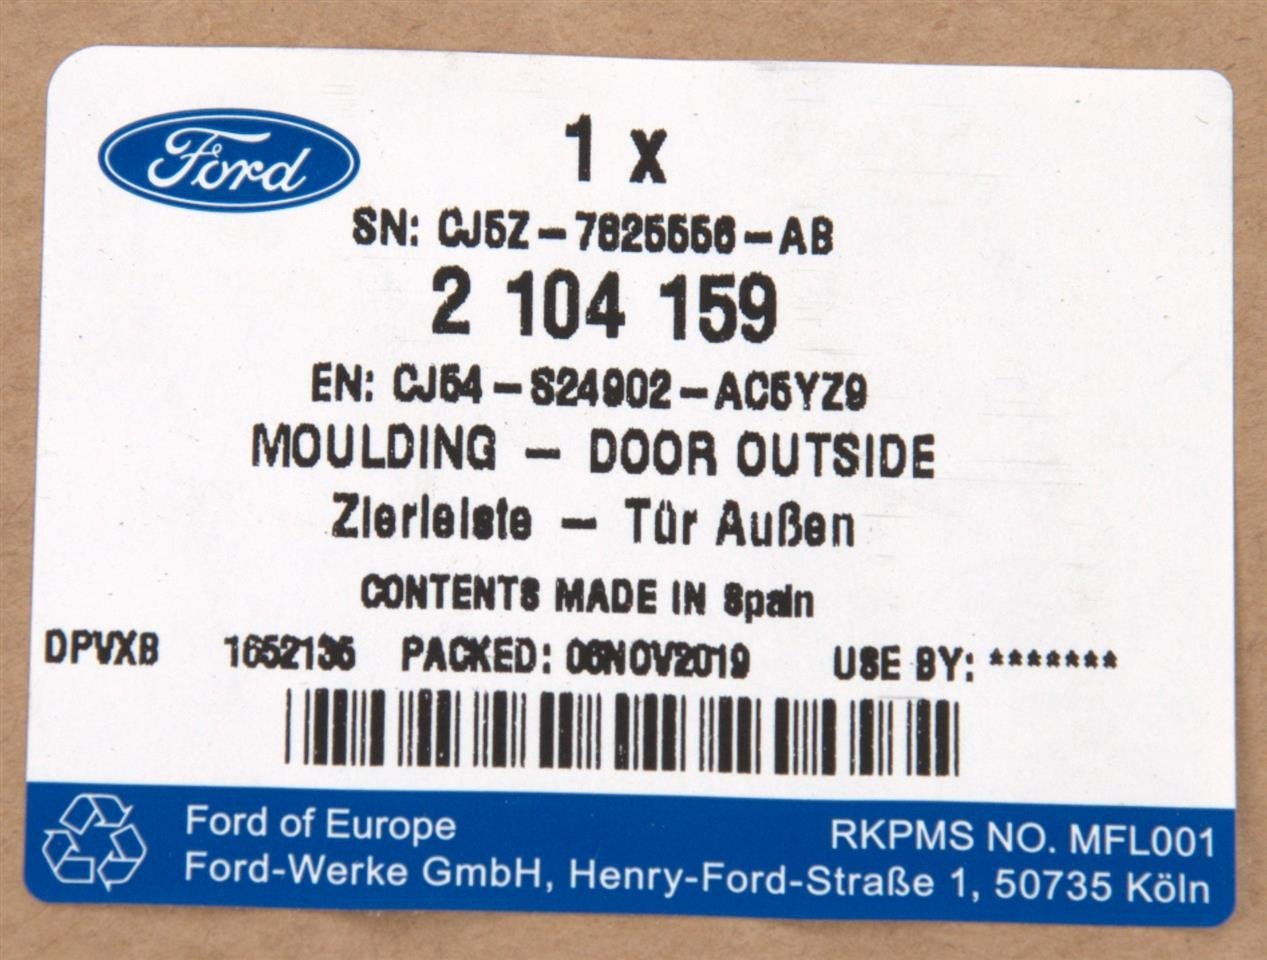 Ford
1 x
SN: CJ5Z-7825556-AB
2 104 159
EN: CJ54-S24902-AC5YZ9
MOULDING - DOOR OUTSIDE
Zierleiste - Tür Außen
CONTENTS MADE IN Spain
DPVXB 1652135 PACKED: 06NOV2019 USE BY: *******
Ford of Europe RKPMS NO. MFL001
Ford-Werke GmbH, Henry-Ford-Straße 1, 50735 Köln